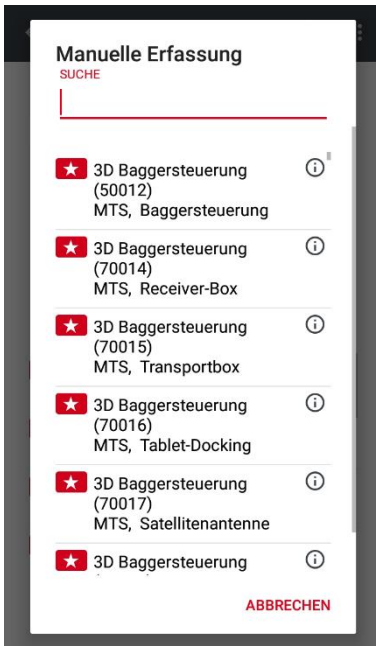 Manuelle Erfassung
SUCHE
3D Baggersteuerung
(50012)
MTS, Baggersteuerung
3D Baggersteuerung
(70014)
MTS, Receiver-Box
3D Baggersteuerung
(70015)
MTS, Transportbox
3D Baggersteuerung
(70016)
MTS, Tablet-Docking
3D Baggersteuerung
(70017)
MTS, Satellitenantenne
3D Baggersteuerung
ABBRECHEN